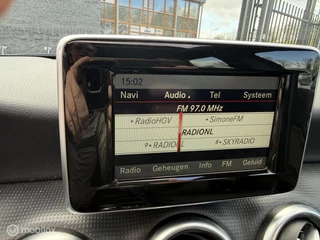 15:02
Navi Audio Tel Systeem
FM 97.0 MHz
RadioHGV SimoneFM
RADIONL
RADIONL SKYRADIO
Radio Geheugen Info FM Geluid
Marktplaats